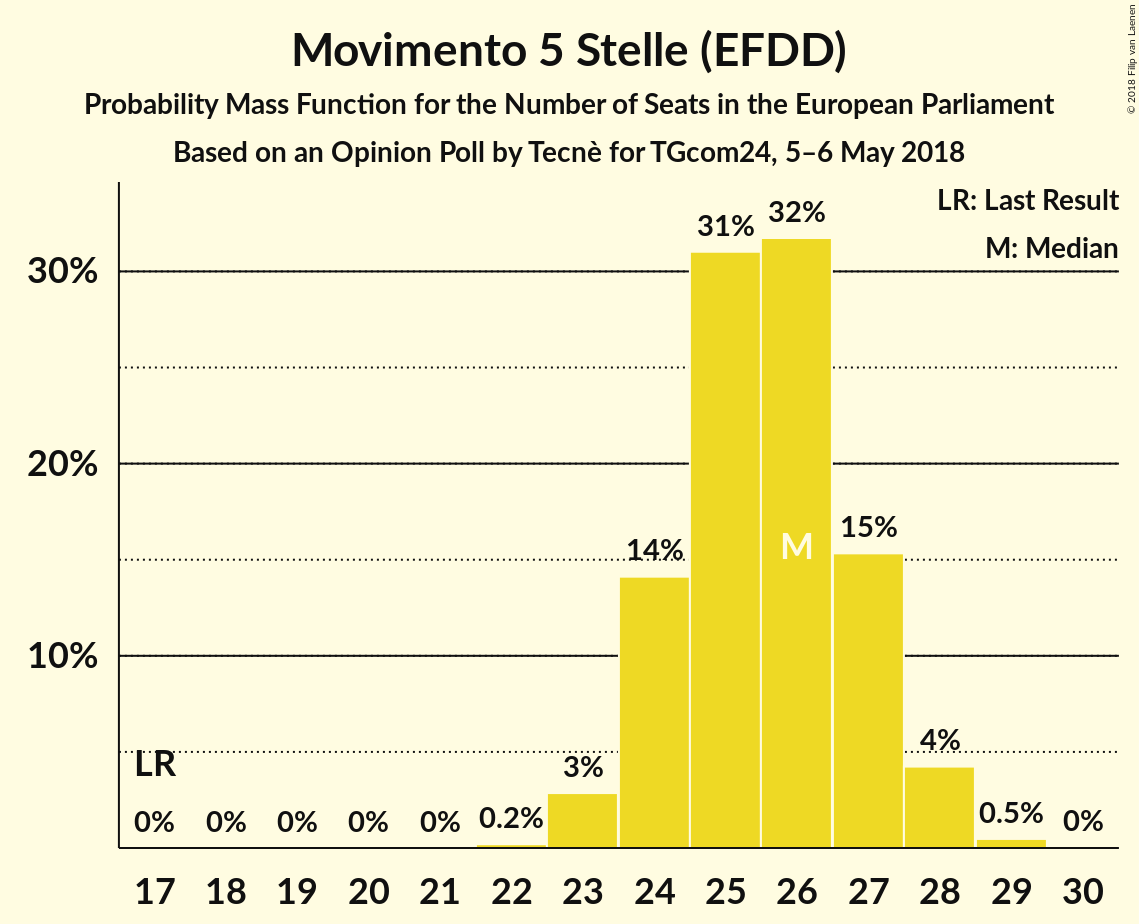 Movimento 5 Stelle (EFDD)
Probability Mass Function for the Number of Seats in the European Parliament
Based on an Opinion Poll by Tecnè for TGcom24, 5–6 May 2018
© 2018 Filip van Laenen
LR: Last Result
M: Median
30%
20%
10%
31%
32%
14%
M
15%
LR
0%
0%
0%
0%
0%
0.2%
3%
4%
0.5%
0%
17 18 19 20 21 22 23 24 25 26 27 28 29 30